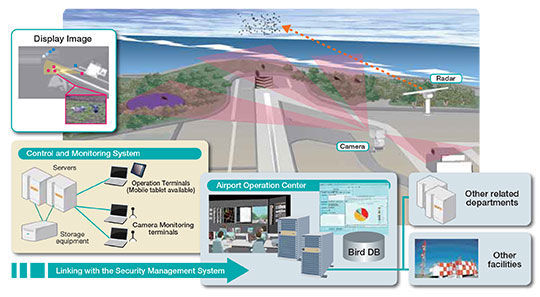 Display Image
Radar
Camera
Control and Monitoring System
Servers
Operation Terminals
(Mobile tablet available)
Storage
equipment
Camera Monitoring
terminals
Airport Operation Center
Bird DB
Other related
departments
Other
facilities
Linking with the Security Management System